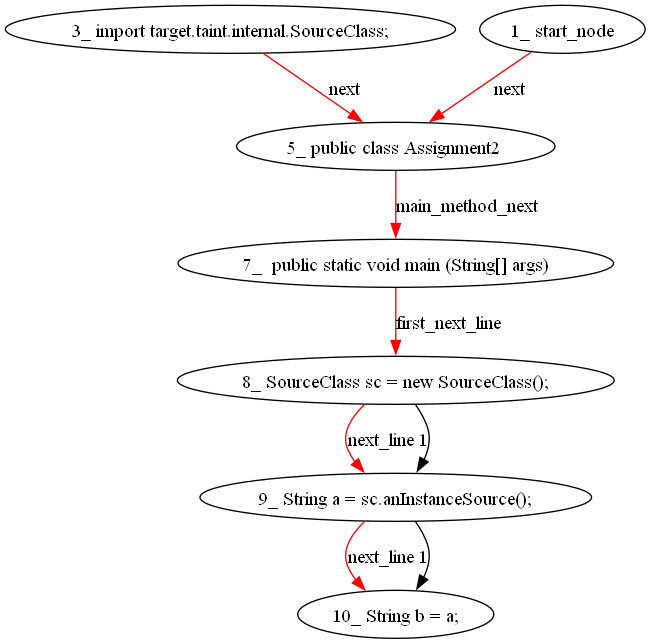 3_ import target.taint.internal.SourceClass;
1_ start_node
next
next
5_ public class Assignment2
main_method_next
7_  public static void main (String[] args)
first_next_line
8_ SourceClass sc = new SourceClass();
next_line 1
9_ String a = sc.anInstanceSource();
next_line 1
10_ String b = a;